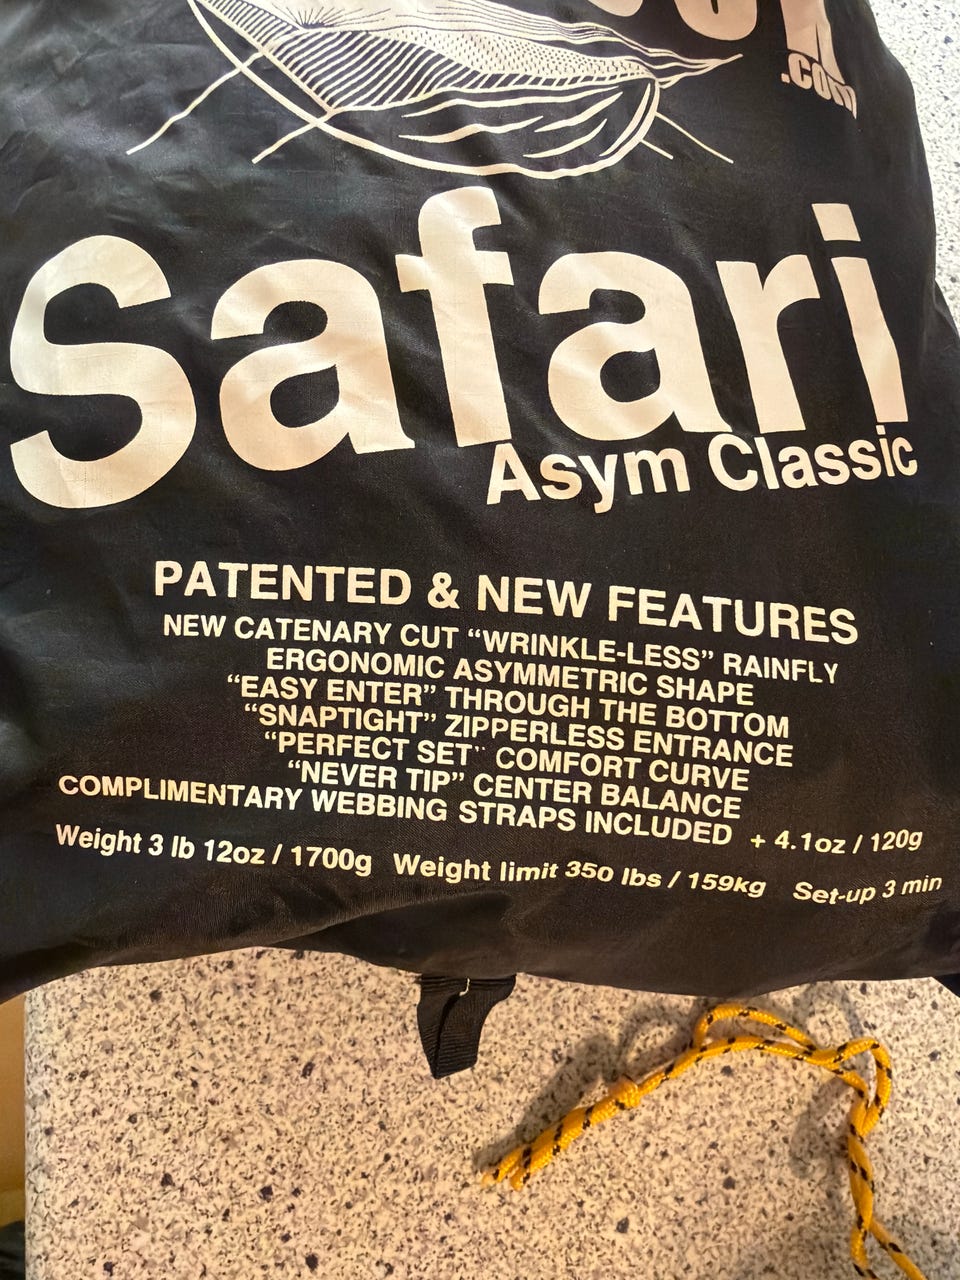 .com
Safari
Asym Classic
PATENTED & NEW FEATURES
NEW CATENARY CUT “WRINKLE-LESS” RAINFLY
ERGONOMIC ASYMMETRIC SHAPE
“EASY ENTER” THROUGH THE BOTTOM
“SNAPTIGHT” ZIPPERLESS ENTRANCE
“PERFECT SET” COMFORT CURVE
“NEVER TIP” CENTER BALANCE
COMPLIMENTARY WEBBING STRAPS INCLUDED + 4.1oz / 120g
Weight 3 lb 12oz / 1700g Weight limit 350 lbs / 159kg Set-up 3 min